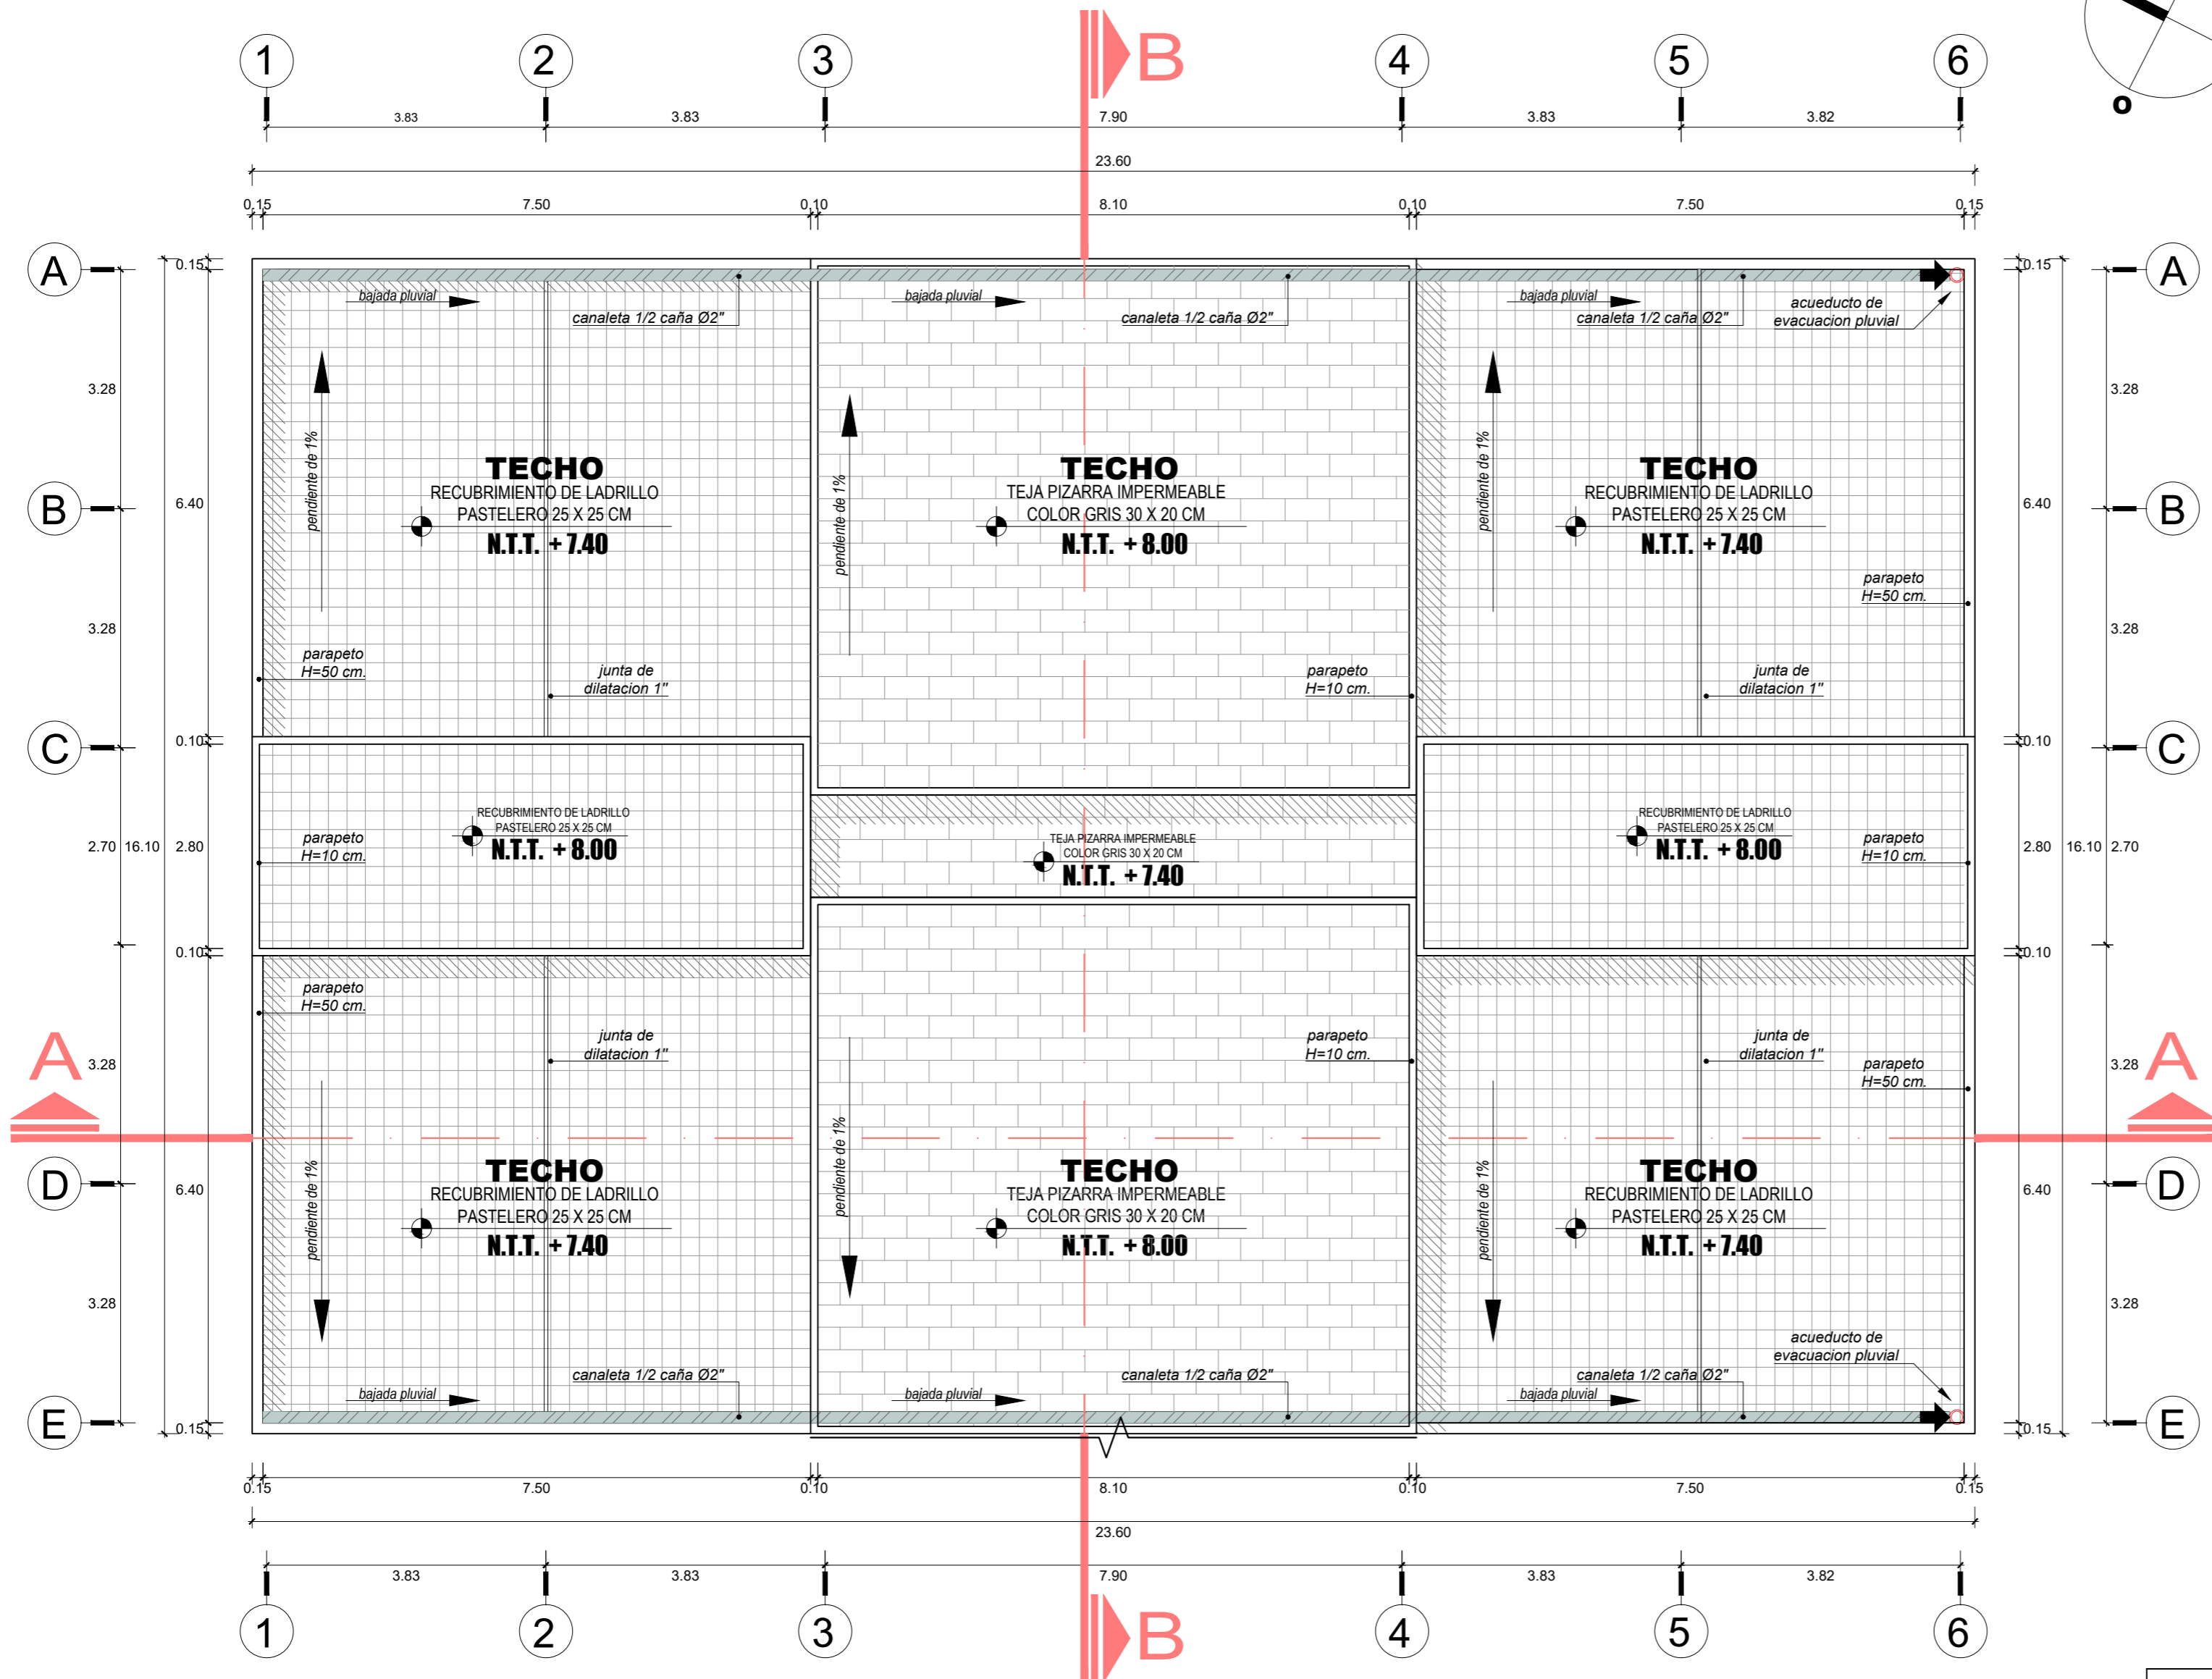 B
1
2
3
4
5
6
O
3.83
3.83
7.90
3.83
3.82
23.60
0.15
7.50
0.10
8.10
0.10
7.50
0.15
A
0.15
0.15
A
bajada pluvial
canaleta 1/2 caña Ø2"
bajada pluvial
canaleta 1/2 caña Ø2"
bajada pluvial
canaleta 1/2 caña Ø2"
acueducto de
evacuacion pluvial
3.28
3.28
pendiente de 1%
pendiente de 1%
pendiente de 1%
B
6.40
TECHO
RECUBRIMIENTO DE LADRILLO
PASTELERO 25 X 25 CM
N.T.T. + 7.40
TECHO
TEJA PIZARRA IMPERMEABLE
COLOR GRIS 30 X 20 CM
N.T.T. + 8.00
TECHO
RECUBRIMIENTO DE LADRILLO
PASTELERO 25 X 25 CM
N.T.T. + 7.40
6.40
B
parapeto
H=50 cm.
3.28
3.28
parapeto
H=50 cm.
junta de
dilatacion 1"
parapeto
H=10 cm.
junta de
dilatacion 1"
C
0.10
0.10
C
2.70
16.10
2.80
parapeto
H=10 cm.
RECUBRIMIENTO DE LADRILLO
PASTELERO 25 X 25 CM
N.T.T. + 8.00
TEJA PIZARRA IMPERMEABLE
COLOR GRIS 30 X 20 CM
N.T.T. + 7.40
RECUBRIMIENTO DE LADRILLO
PASTELERO 25 X 25 CM
N.T.T. + 8.00
parapeto
H=10 cm.
2.80
16.10
2.70
0.10
0.10
parapeto
H=50 cm.
junta de
dilatacion 1"
parapeto
H=10 cm.
junta de
dilatacion 1"
parapeto
H=50 cm.
A
3.28
3.28
A
pendiente de 1%
pendiente de 1%
pendiente de 1%
D
6.40
TECHO
RECUBRIMIENTO DE LADRILLO
PASTELERO 25 X 25 CM
N.T.T. + 7.40
TECHO
TEJA PIZARRA IMPERMEABLE
COLOR GRIS 30 X 20 CM
N.T.T. + 8.00
TECHO
RECUBRIMIENTO DE LADRILLO
PASTELERO 25 X 25 CM
N.T.T. + 7.40
6.40
D
3.28
3.28
bajada pluvial
canaleta 1/2 caña Ø2"
bajada pluvial
canaleta 1/2 caña Ø2"
bajada pluvial
canaleta 1/2 caña Ø2"
acueducto de
evacuacion pluvial
E
0.15
0.15
E
0.15
7.50
0.10
8.10
0.10
7.50
0.15
23.60
3.83
3.83
7.90
3.83
3.82
1
2
3
B
4
5
6